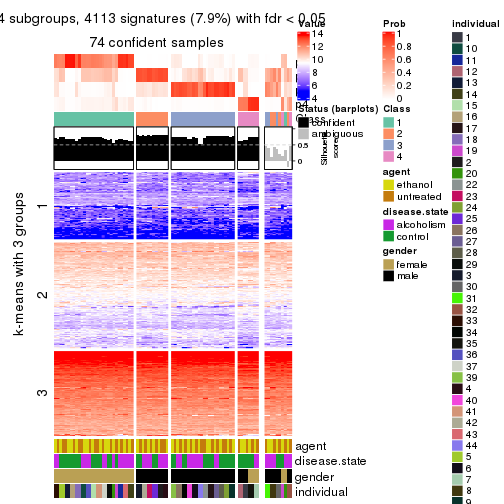 4 subgroups, 4113 signatures (7.9%) with fdr < 0.05
74 confident samples
k-means with 3 groups
1
2
3
p4
Class
1
0.5
0
Silhouette
score
agent
disease.state
gender
individual
Value
14
12
10
8
6
4
Status (barplots)
confident
ambiguous
Prob
1
0.8
0.6
0.4
0.2
0
Class
1
2
3
4
agent
ethanol
untreated
disease.state
alcoholism
control
gender
female
male
individual
1
10
11
12
13
14
15
16
17
18
19
2
20
22
23
24
25
26
27
28
29
3
30
31
32
33
34
35
36
37
39
4
40
41
42
43
44
5
6
7
8
9